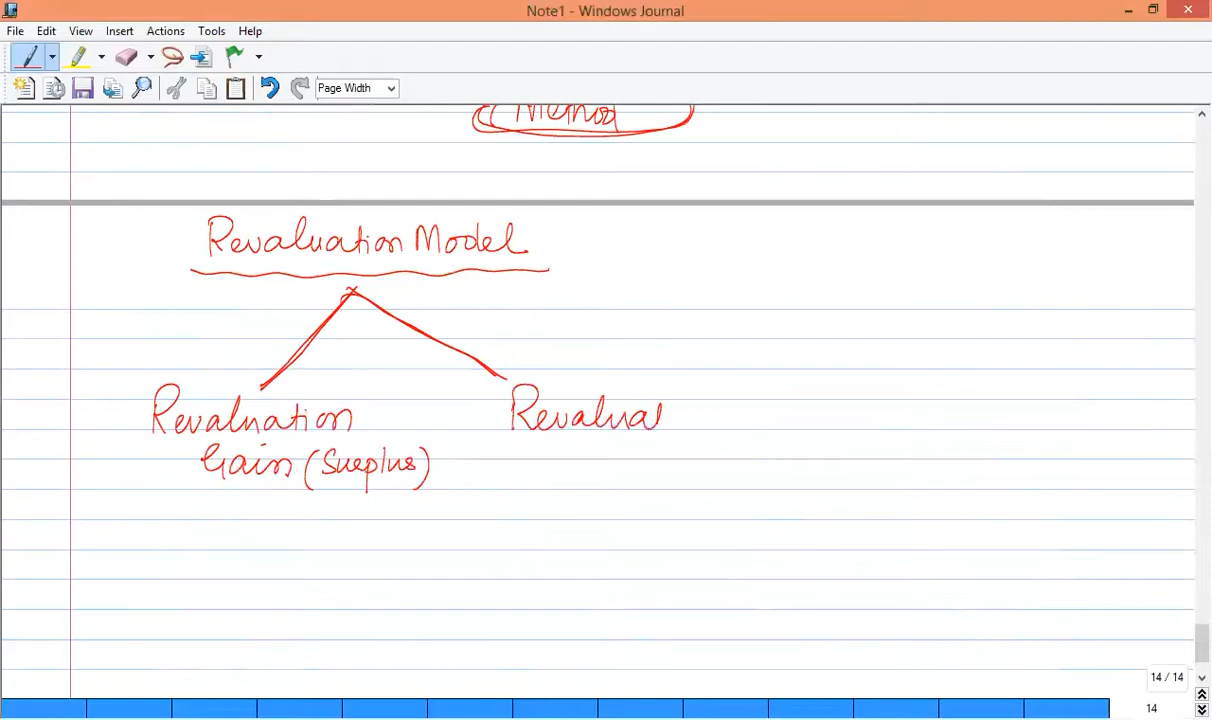 Note1 - Windows Journal
File Edit View Insert Actions Tools Help
Page Width
Method
Revaluation Model
Revaluation Revalua
Gain (Surplus)
14 / 14
14